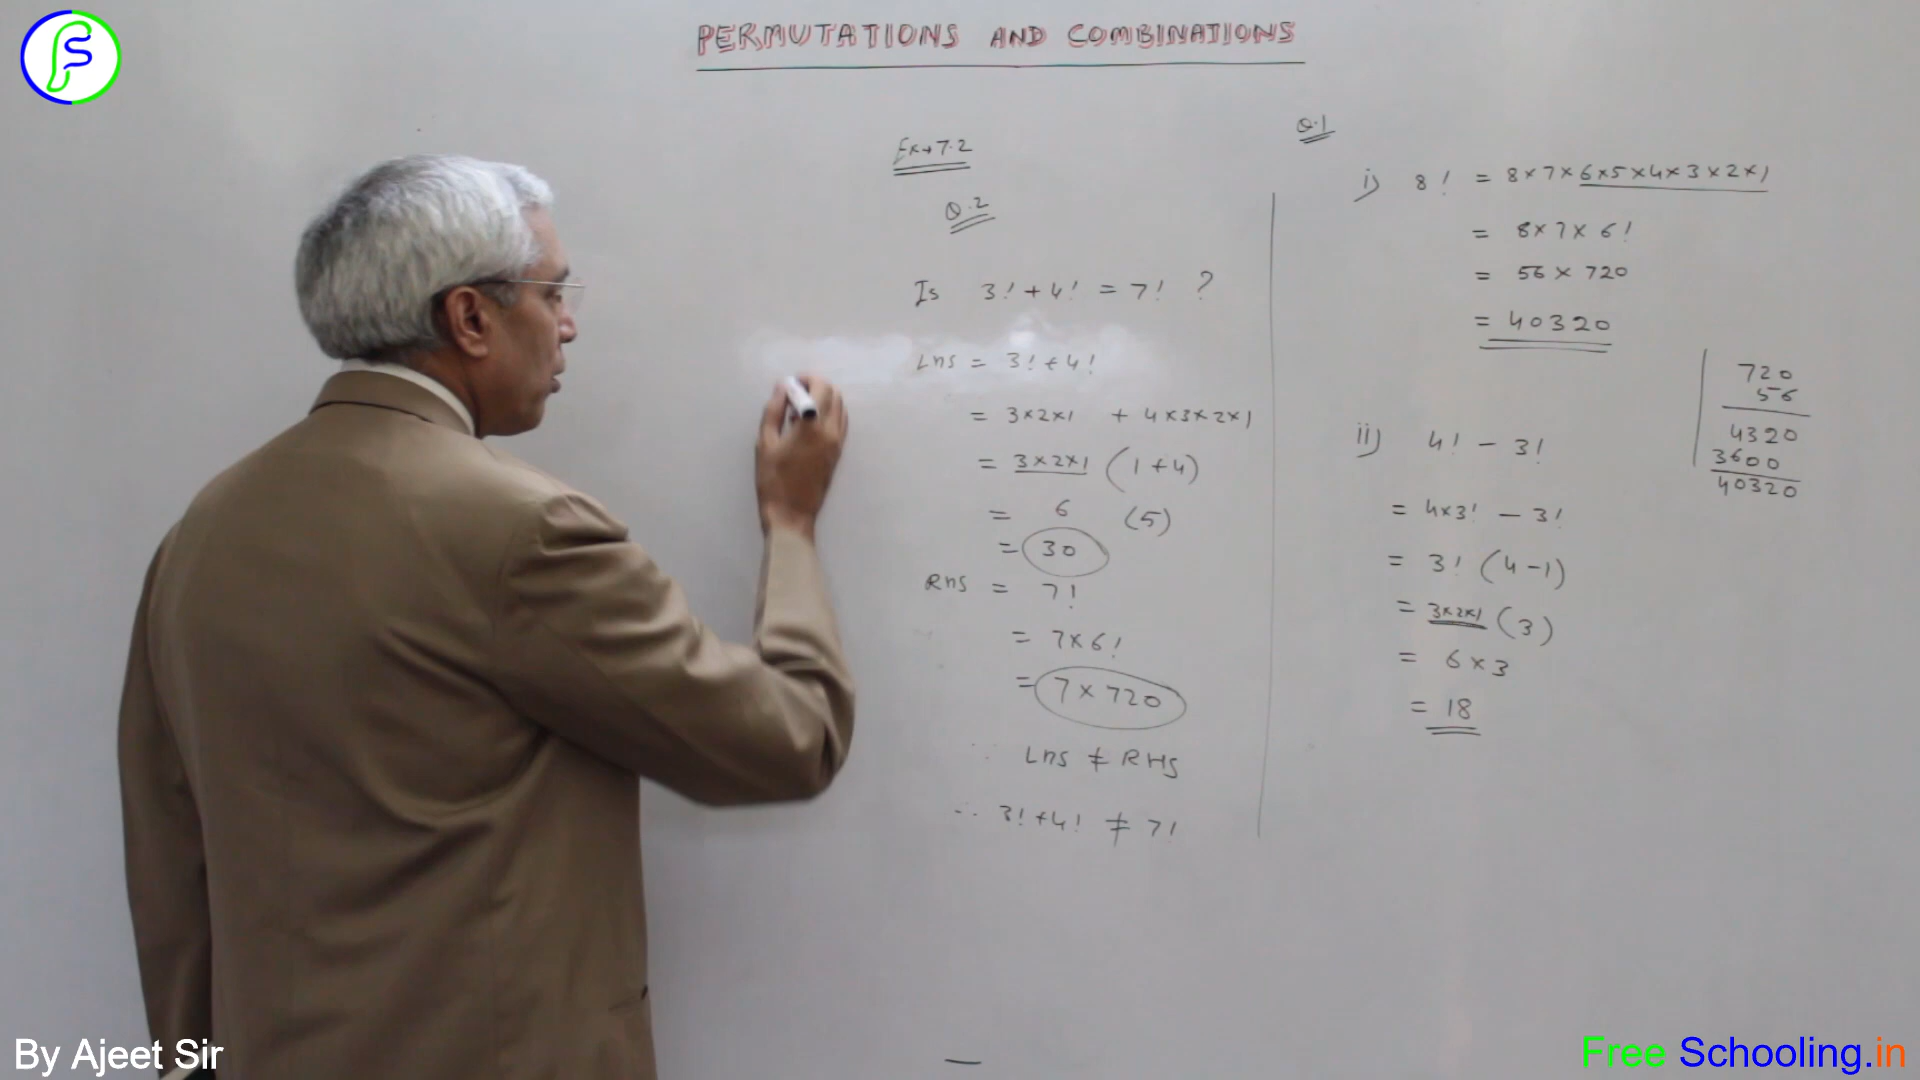 PERMUTATIONS AND COMBINATIONS
Ex→7.2
Q.2
Is 3! + 4! = 7! ?
LHS = 3! + 4!
= 3×2×1 + 4×3×2×1
= 3×2×1 (1+4)
= 6 (5)
= 30
RHS = 7!
= 7×6!
= 7×720
∵ LHS ≠ RHS
∴ 3!+4! ≠ 7!
Q.1
i) 8! = 8×7×6×5×4×3×2×1
= 8×7×6!
= 56×720
= 40320
720
56
4320
3600
40320
ii) 4! - 3!
= 4×3! - 3!
= 3! (4-1)
= 3×2×1 (3)
= 6×3
= 18
By Ajeet Sir
Free Schooling.in